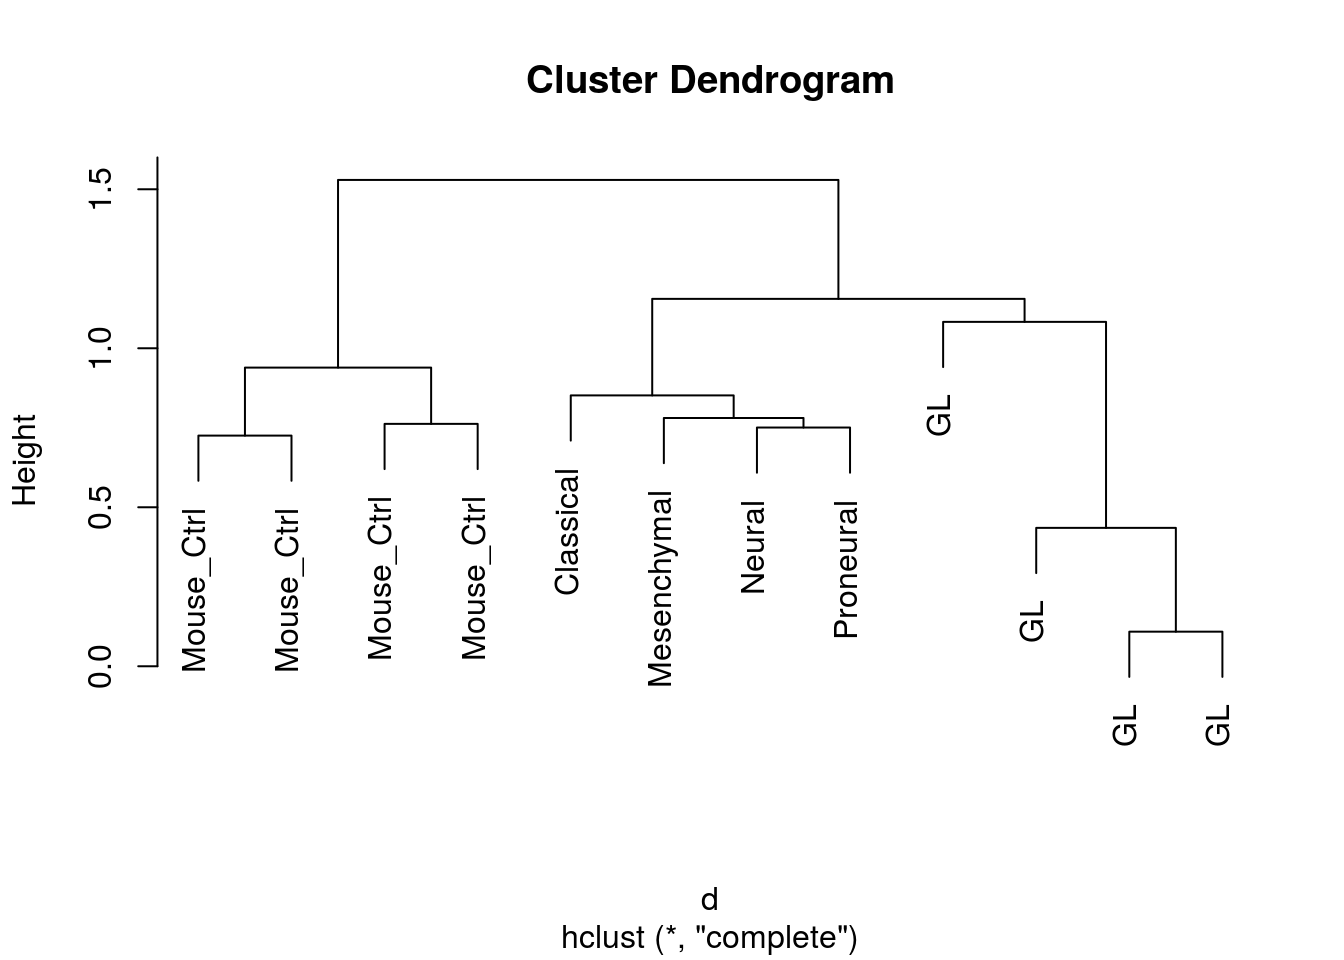 Cluster Dendrogram
Height
1.5
1.0
0.5
0.0
Mouse_Ctrl
Mouse_Ctrl
Mouse_Ctrl
Mouse_Ctrl
Classical
Mesenchymal
Neural
Proneural
GL
GL
GL
GL
d
hclust (*, "complete")